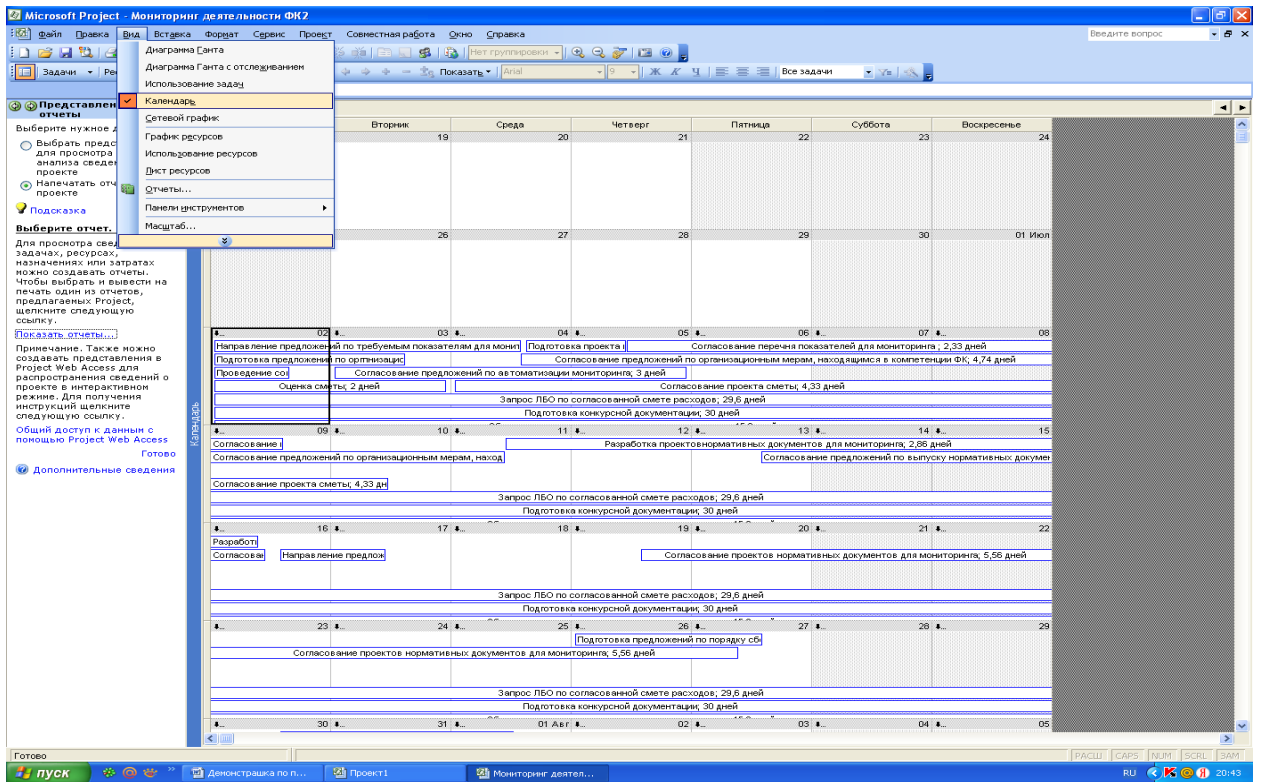 Microsoft Project - Мониторинг деятельности ФК2
Файл Правка Вид Вставка Формат Сервис Проект Совместная работа Окно Справка Введите вопрос
Нет группировки
Задачи Показать Arial 9 Ж К Ч Все задачи
Диаграмма Ганта
Диаграмма Ганта с отслеживанием
Использование задач
Календарь
Сетевой график
График ресурсов
Использование ресурсов
Лист ресурсов
Отчеты...
Панели инструментов
Масштаб...
отчеты
Выберите нужное
Выбрать
для просмотра
анализа
проекте
Напечатать
проекте
Подсказка
Выберите отчет.
Для просмотра
задачах, ресурсах,
назначениях или затратах
можно создавать отчеты.
Чтобы выбрать и вывести на
печать один из отчетов,
предлагаемых Project,
щелкните следующую
ссылку.
Показать отчеты...
Примечание. Также можно
создавать представления в
Project Web Access для
распространения сведений о
проекте в интерактивном
режиме. Для получения
инструкций щелкните
следующую ссылку.
Общий доступ к данным с
помощью Project Web Access
Готово
Дополнительные сведения
Календарь
Вторник Среда Четверг Пятница Суббота Воскресенье
19 20 21 22 23 24
26 27 28 29 30 01 Июл
02 03 04 05 06 07 08
Направление предложений по требуемым показателям для монит Подготовка проекта Согласование перечня показателей для мониторинга ; 2,33 дней
Подготовка предложений по орпнизацис Согласование предложений по организационным мерам, находящимся в компетенции ФК; 4,74 дней
Проведение сог Согласование предложений по автоматизации мониторинга; 3 дней
Оценка сметы; 2 дней Согласование проекта сметы; 4,33 дней
Запрос ЛБО по согласованной смете расходов; 29,6 дней
Подготовка конкурсной документации; 30 дней
09 10 11 12 13 14 15
Согласование Разработка проектовнормативных документов для мониторинга; 2,86 дней
Согласование предложений по организационным мерам, наход Согласование предложений по выпуску нормативных докумен
Согласование проекта сметы; 4,33 дн
Запрос ЛБО по согласованной смете расходов; 29,6 дней
Подготовка конкурсной документации; 30 дней
16 17 18 19 20 21 22
Разработ
Согласован Направление предлож Согласование проектов нормативных документов для мониторинга; 5,56 дней
Запрос ЛБО по согласованной смете расходов; 29,6 дней
Подготовка конкурсной документации; 30 дней
23 24 25 26 27 28 29
Подготовка предложений по порядку сб
Согласование проектов нормативных документов для мониторинга; 5,56 дней
Запрос ЛБО по согласованной смете расходов; 29,6 дней
Подготовка конкурсной документации; 30 дней
30 31 01 Авг 02 03 04 05
Готово РАСШ CAPS NUM SCRL ЗАМ
пуск Демонстрашка по п... Проект1 Мониторинг деятел... RU 20:43